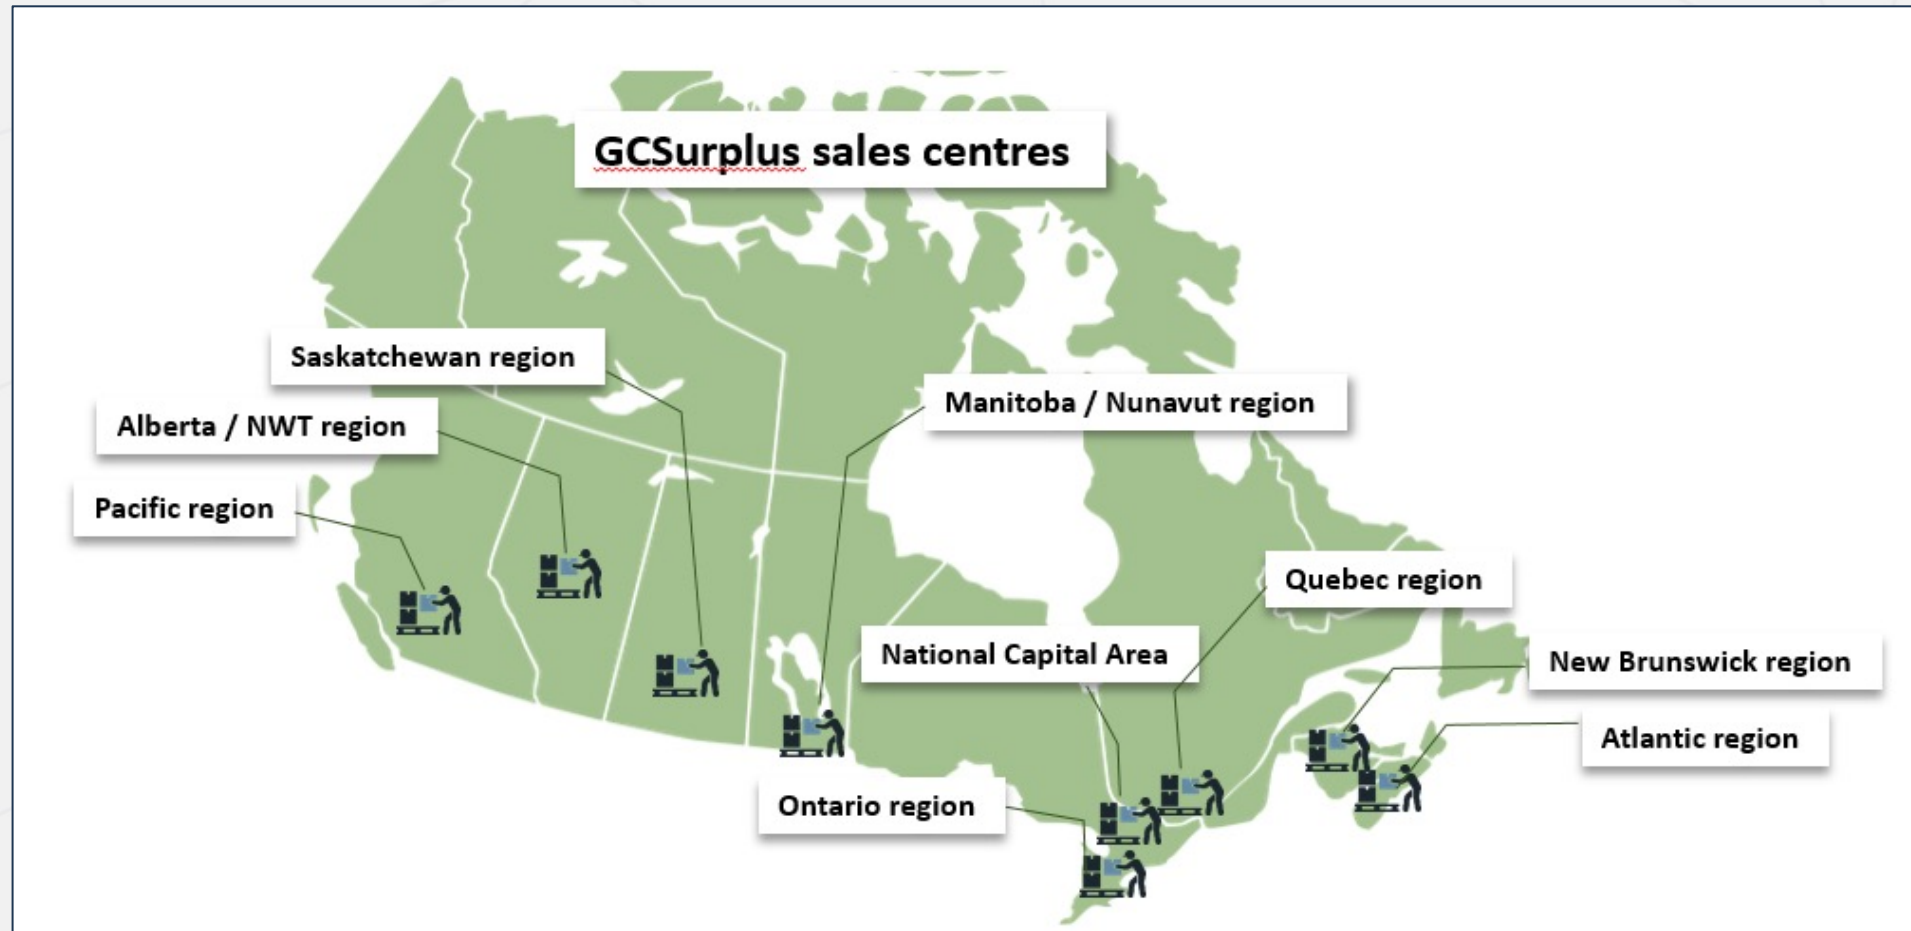 GCSurplus sales centres
Saskatchewan region
Manitoba / Nunavut region
Alberta / NWT region
Pacific region
Quebec region
National Capital Area
New Brunswick region
Atlantic region
Ontario region